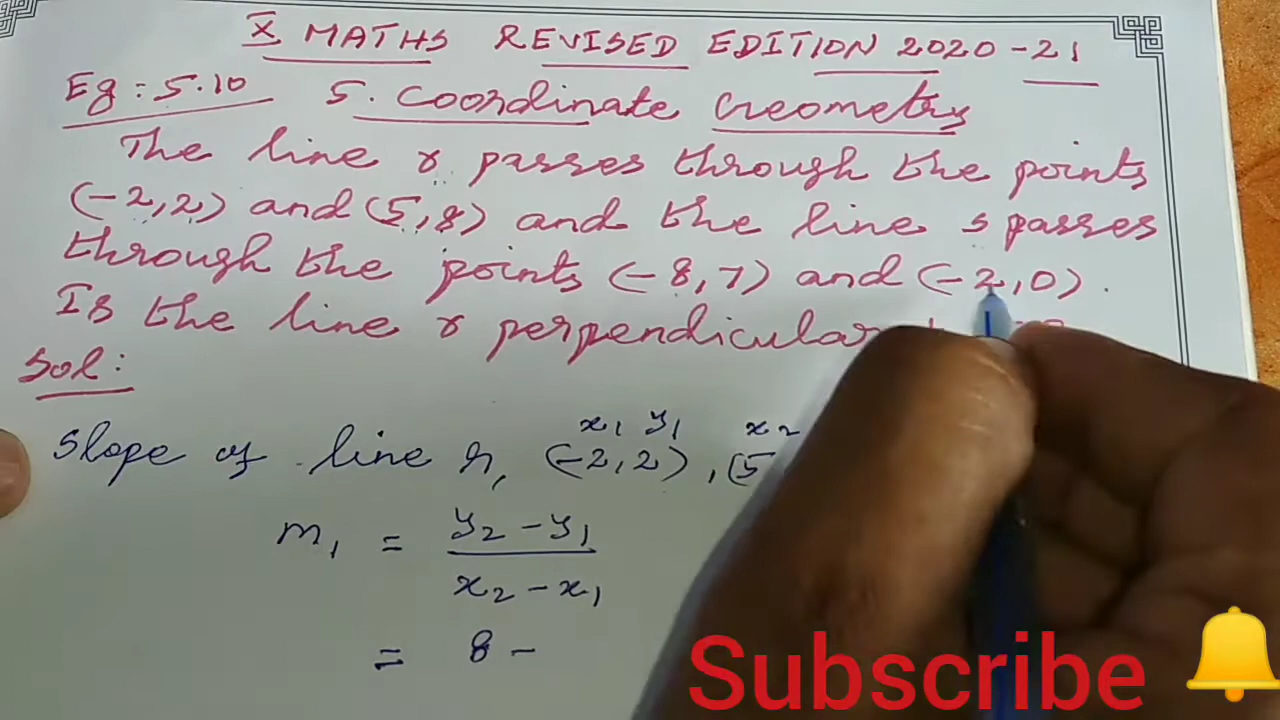 X MATHS REVISED EDITION 2020-21
Eg: 5.10 5. Coordinate Geometry
The line r passes through the points
(-2,2) and (5,8) and the line s passes
through the points (-8,7) and (-2,0).
Is the line r perpendicular
Sol:
x₁ y₁ x₂
Slope of line r, (-2,2), (5
m₁ = y₂ - y₁ / x₂ - x₁
= 8 -
Subscribe